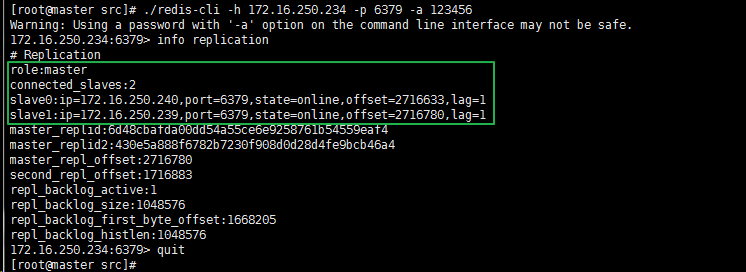 [root@master src]# ./redis-cli -h 172.16.250.234 -p 6379 -a 123456
Warning: Using a password with '-a' option on the command line interface may not be safe.
172.16.250.234:6379> info replication
# Replication
role:master
connected_slaves:2
slave0:ip=172.16.250.240,port=6379,state=online,offset=2716633,lag=1
slave1:ip=172.16.250.239,port=6379,state=online,offset=2716780,lag=1
master_replid:6d48cbafda00dd54a55ce6e9258761b54559eaf4
master_replid2:430e5a888f6782b7230f908d0d28d4fe9bcb46a4
master_repl_offset:2716780
second_repl_offset:1716883
repl_backlog_active:1
repl_backlog_size:1048576
repl_backlog_first_byte_offset:1668205
repl_backlog_histlen:1048576
172.16.250.234:6379> quit
[root@master src]#